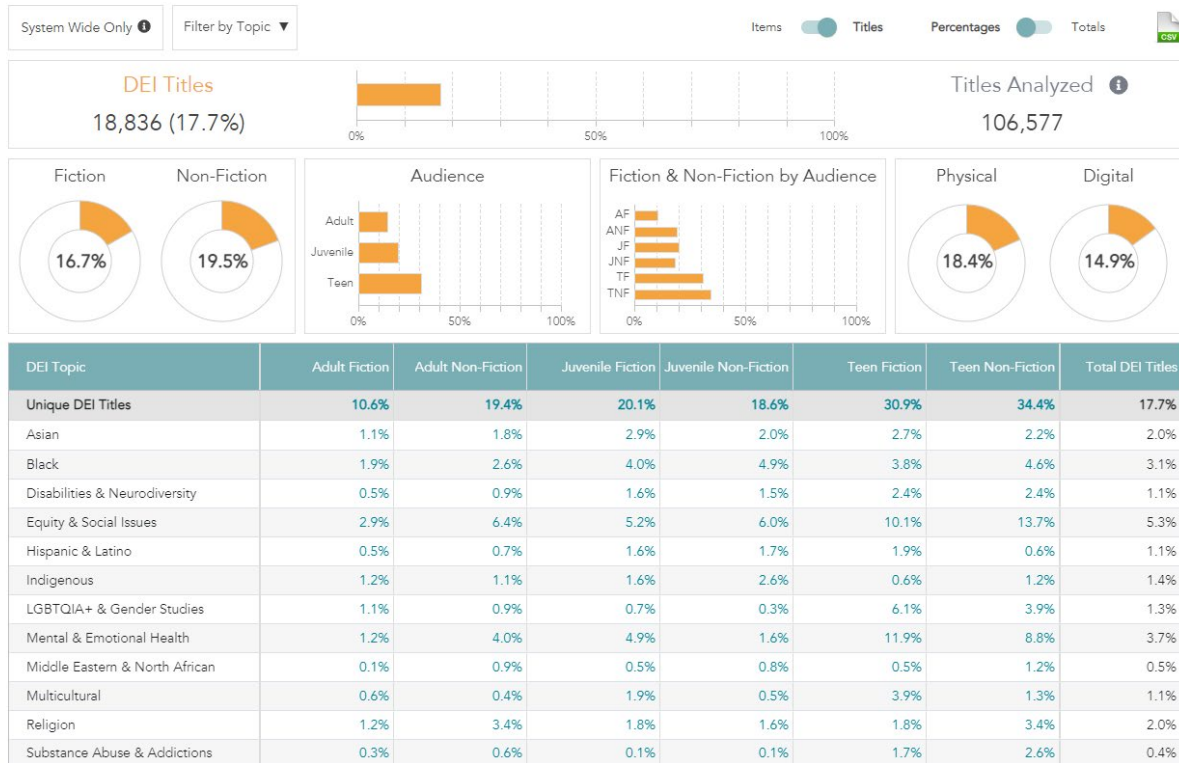 System Wide Only
Filter by Topic ▼
Items Titles
Percentages Totals
CSV
DEI Titles
18,836 (17.7%)
0% 50% 100%
Titles Analyzed
106,577
Fiction Non-Fiction
16.7% 19.5%
Audience
Adult
Juvenile
Teen
0% 50% 100%
Fiction & Non-Fiction by Audience
AF
ANF
JF
JNF
TF
TNF
0% 50% 100%
Physical Digital
18.4% 14.9%
DEI Topic Adult Fiction Adult Non-Fiction Juvenile Fiction Juvenile Non-Fiction Teen Fiction Teen Non-Fiction Total DEI Titles
Unique DEI Titles 10.6% 19.4% 20.1% 18.6% 30.9% 34.4% 17.7%
Asian 1.1% 1.8% 2.9% 2.0% 2.7% 2.2% 2.0%
Black 1.9% 2.6% 4.0% 4.9% 3.8% 4.6% 3.1%
Disabilities & Neurodiversity 0.5% 0.9% 1.6% 1.5% 2.4% 2.4% 1.1%
Equity & Social Issues 2.9% 6.4% 5.2% 6.0% 10.1% 13.7% 5.3%
Hispanic & Latino 0.5% 0.7% 1.6% 1.7% 1.9% 0.6% 1.1%
Indigenous 1.2% 1.1% 1.6% 2.6% 0.6% 1.2% 1.4%
LGBTQIA+ & Gender Studies 1.1% 0.9% 0.7% 0.3% 6.1% 3.9% 1.3%
Mental & Emotional Health 1.2% 4.0% 4.9% 1.6% 11.9% 8.8% 3.7%
Middle Eastern & North African 0.1% 0.9% 0.5% 0.8% 0.5% 1.2% 0.5%
Multicultural 0.6% 0.4% 1.9% 0.5% 3.9% 1.3% 1.1%
Religion 1.2% 3.4% 1.8% 1.6% 1.8% 3.4% 2.0%
Substance Abuse & Addictions 0.3% 0.6% 0.1% 0.1% 1.7% 2.6% 0.4%